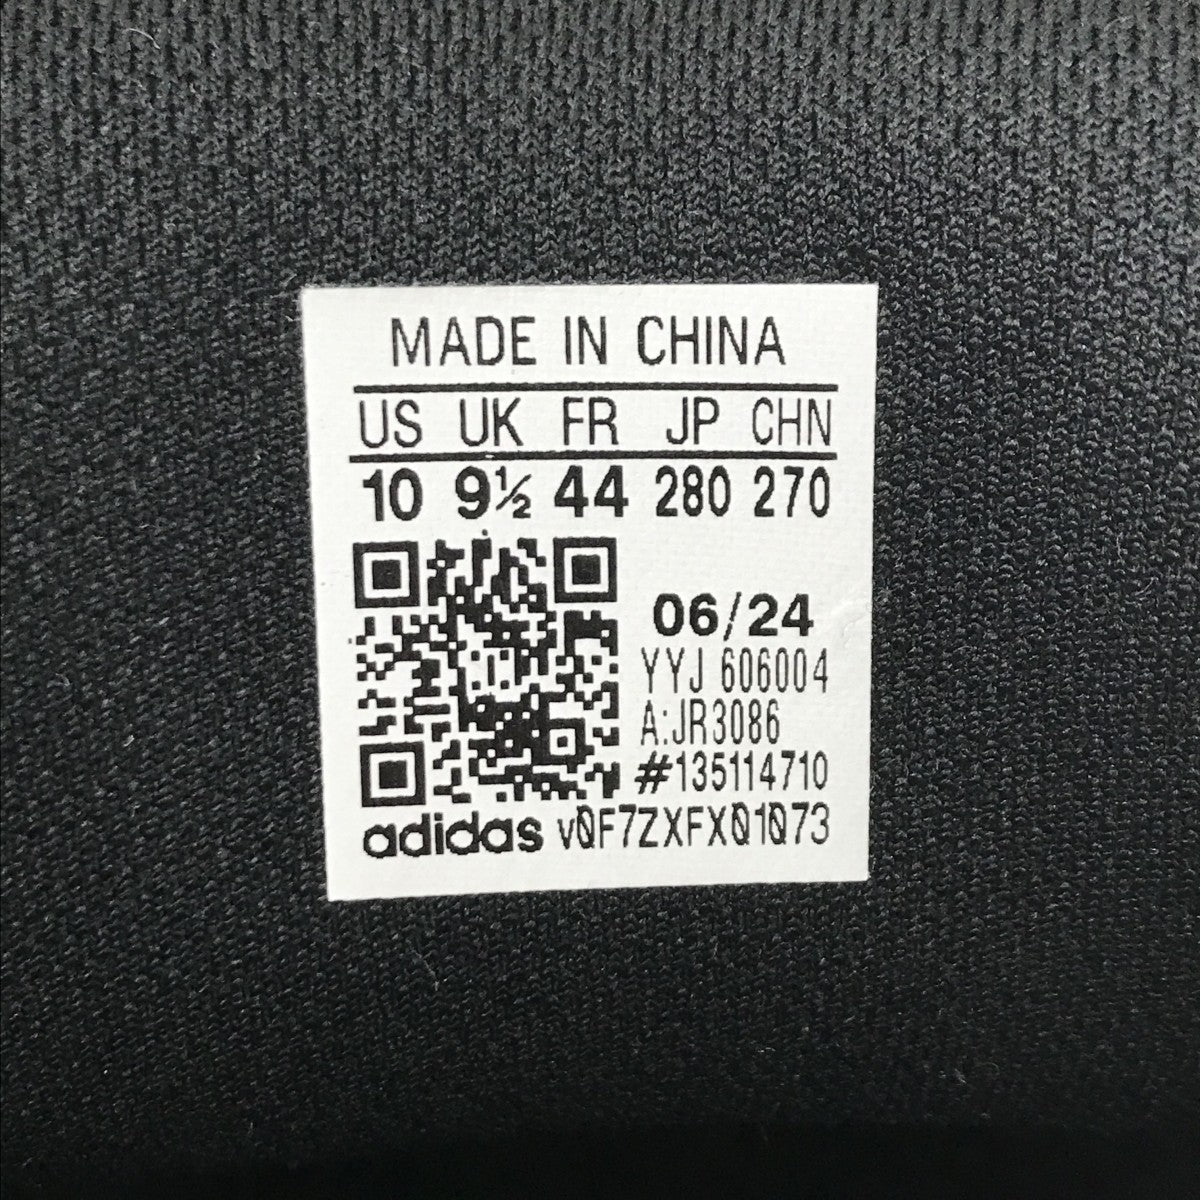 MADE IN CHINA
US UK FR JP CHN
10 9½ 44 280 270
06/24
YYJ 606004
A:JR3086
#135114710
adidas v0F7ZXFX01073